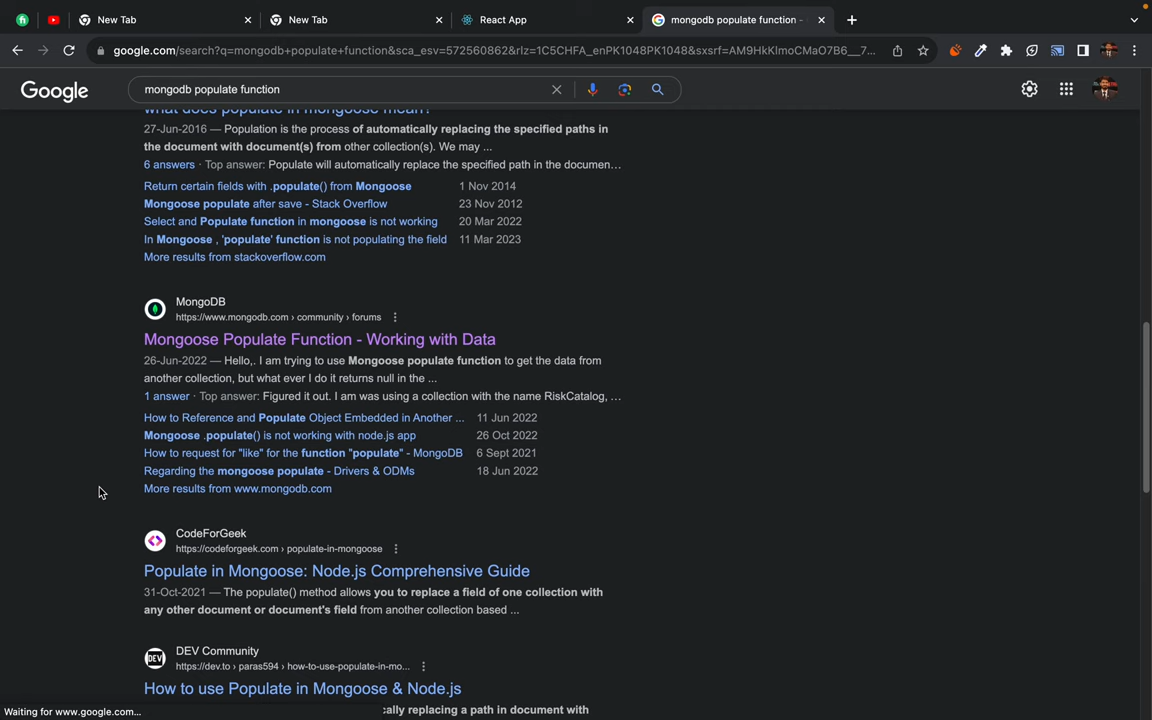 New Tab
New Tab
React App
mongodb populate function -
google.com/search?q=mongodb+populate+function&sca_esv=572560862&rlz=1C5CHFA_enPK1048PK1048&sxsrf=AM9HkKlmoCMaO7B6__7...
Google
mongodb populate function
what does populate in mongoose mean?
27-Jun-2016 — Population is the process of automatically replacing the specified paths in
the document with document(s) from other collection(s). We may ...
6 answers · Top answer: Populate will automatically replace the specified path in the documen...
Return certain fields with .populate() from Mongoose 1 Nov 2014
Mongoose populate after save - Stack Overflow 23 Nov 2012
Select and Populate function in mongoose is not working 20 Mar 2022
In Mongoose , 'populate' function is not populating the field 11 Mar 2023
More results from stackoverflow.com
MongoDB
https://www.mongodb.com › community › forums
Mongoose Populate Function - Working with Data
26-Jun-2022 — Hello,. I am trying to use Mongoose populate function to get the data from
another collection, but what ever I do it returns null in the ...
1 answer · Top answer: Figured it out. I am was using a collection with the name RiskCatalog, ...
How to Reference and Populate Object Embedded in Another ... 11 Jun 2022
Mongoose .populate() is not working with node.js app 26 Oct 2022
How to request for "like" for the function "populate" - MongoDB 6 Sept 2021
Regarding the mongoose populate - Drivers & ODMs 18 Jun 2022
More results from www.mongodb.com
CodeForGeek
https://codeforgeek.com › populate-in-mongoose
Populate in Mongoose: Node.js Comprehensive Guide
31-Oct-2021 — The populate() method allows you to replace a field of one collection with
any other document or document's field from another collection based ...
DEV
DEV Community
https://dev.to › paras594 › how-to-use-populate-in-mo...
How to use Populate in Mongoose & Node.js
cally replacing a path in document with
Waiting for www.google.com...